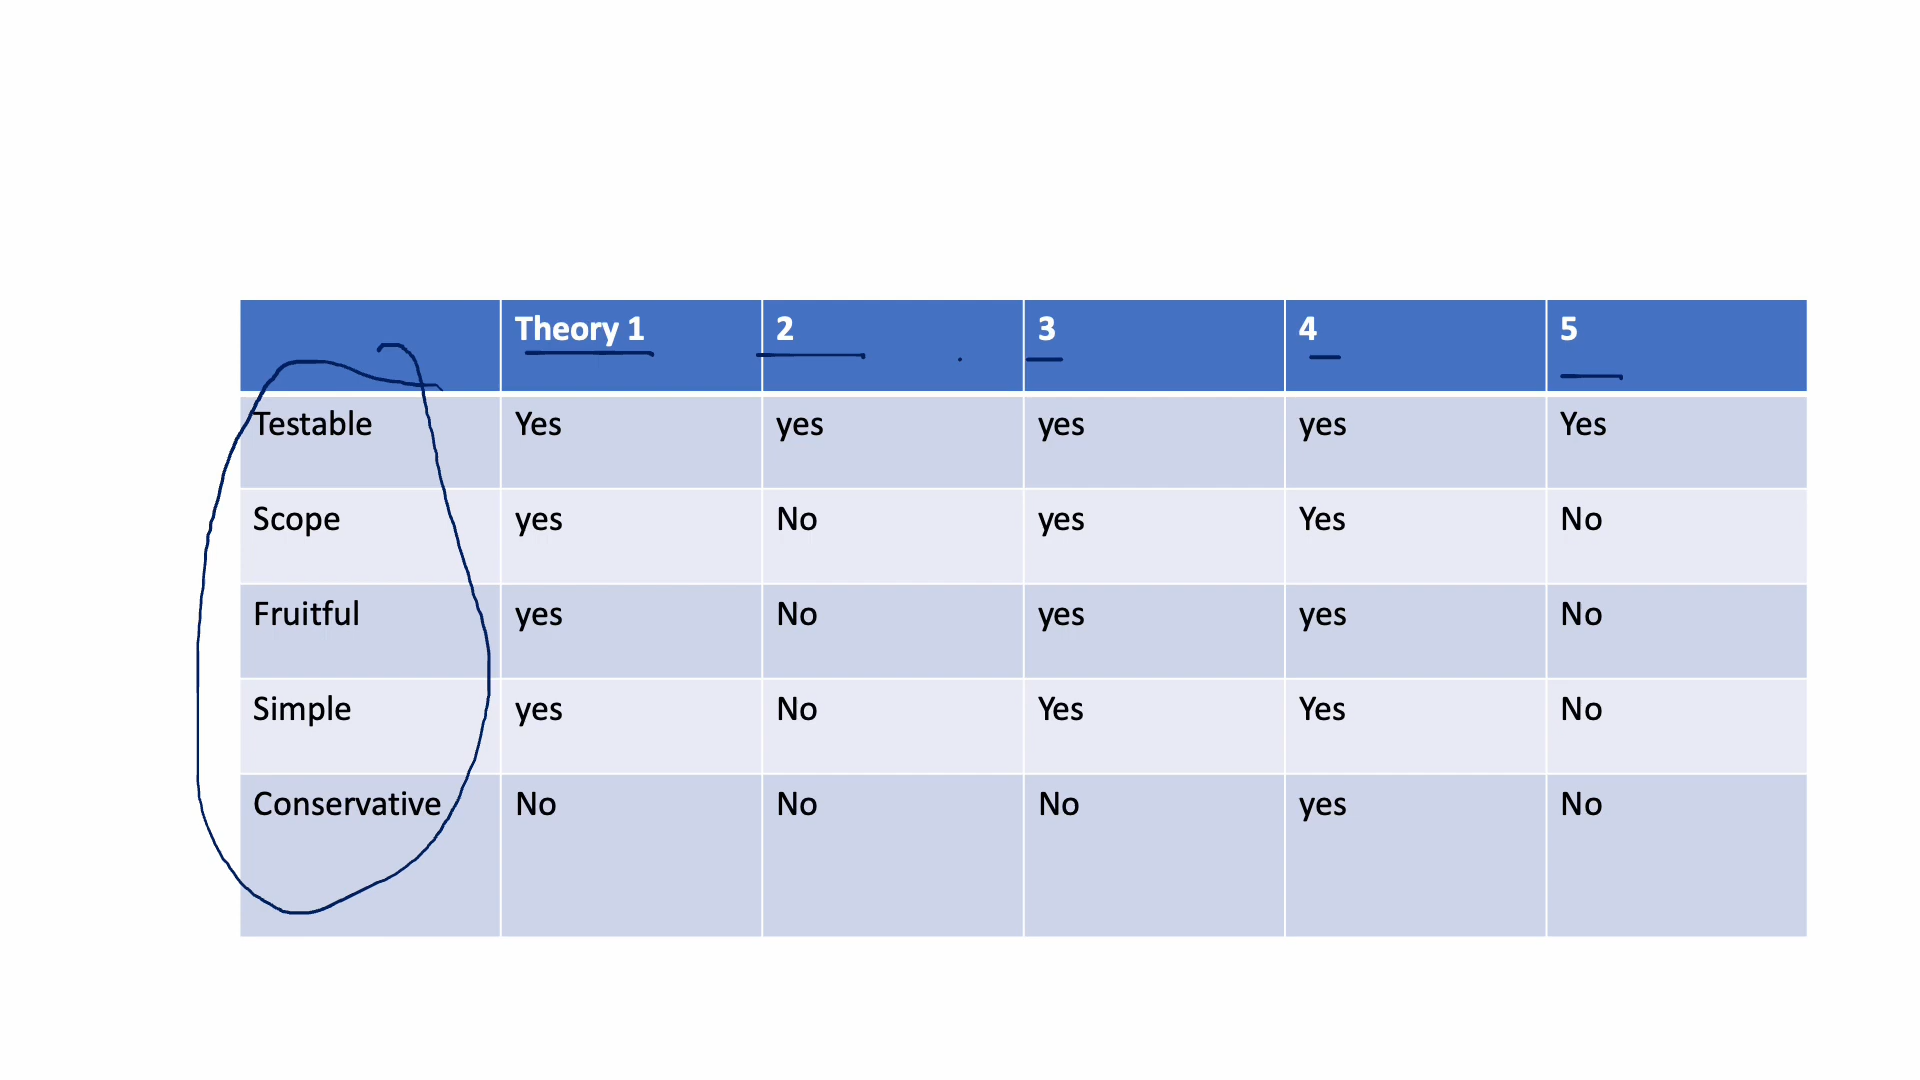 Theory 1 2 3 4 5
Testable Yes yes yes yes Yes
Scope yes No yes Yes No
Fruitful yes No yes yes No
Simple yes No Yes Yes No
Conservative No No No yes No